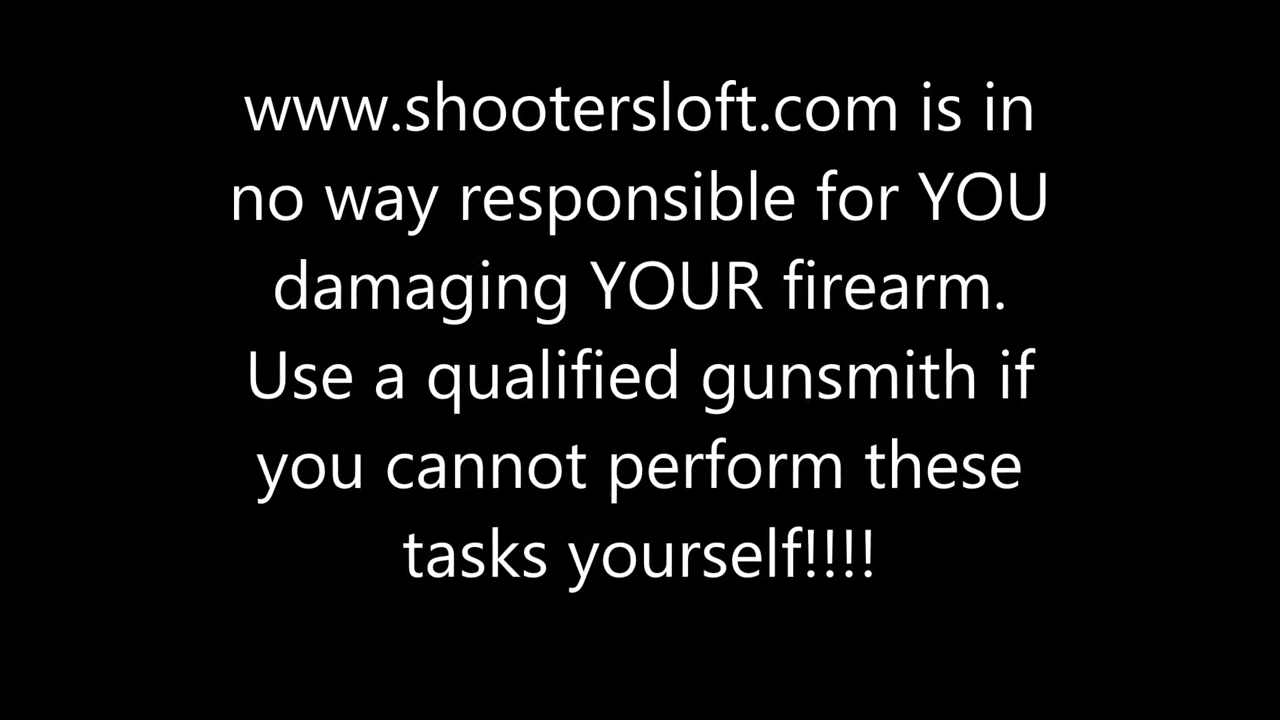 www.shootersloft.com is in
no way responsible for YOU
damaging YOUR firearm.
Use a qualified gunsmith if
you cannot perform these
tasks yourself!!!!